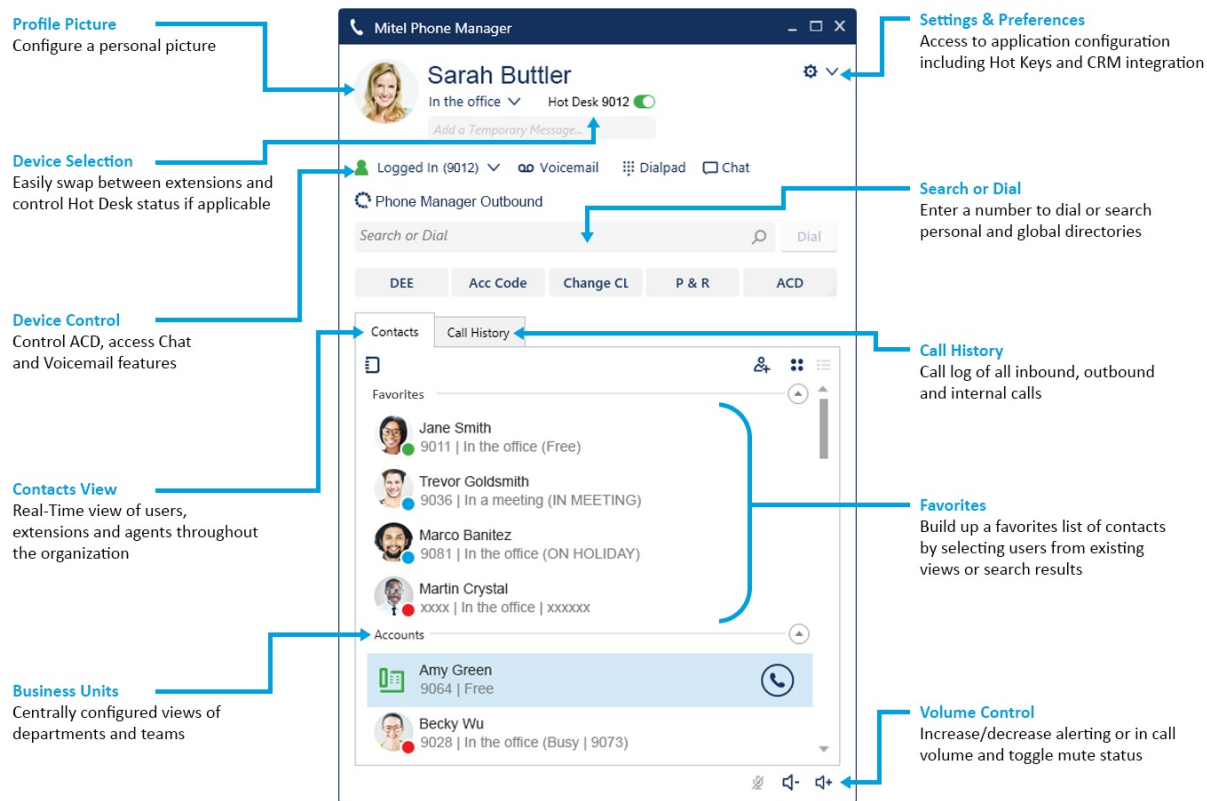 Profile Picture
Configure a personal picture
Device Selection
Easily swap between extensions and
control Hot Desk status if applicable
Device Control
Control ACD, access Chat
and Voicemail features
Contacts View
Real-Time view of users,
extensions and agents throughout
the organization
Business Units
Centrally configured views of
departments and teams
Mitel Phone Manager
Sarah Buttler
In the office Hot Desk 9012
Add a Temporary Message...
Logged In (9012) Voicemail Dialpad Chat
Phone Manager Outbound
Search or Dial Dial
DEE Acc Code Change CL P & R ACD
Contacts Call History
Favorites
Jane Smith
9011 | In the office (Free)
Trevor Goldsmith
9036 | In a meeting (IN MEETING)
Marco Banitez
9081 | In the office (ON HOLIDAY)
Martin Crystal
xxxx | In the office | xxxxxx
Accounts
Amy Green
9064 | Free
Becky Wu
9028 | In the office (Busy | 9073)
Settings & Preferences
Access to application configuration
including Hot Keys and CRM integration
Search or Dial
Enter a number to dial or search
personal and global directories
Call History
Call log of all inbound, outbound
and internal calls
Favorites
Build up a favorites list of contacts
by selecting users from existing
views or search results
Volume Control
Increase/decrease alerting or in call
volume and toggle mute status